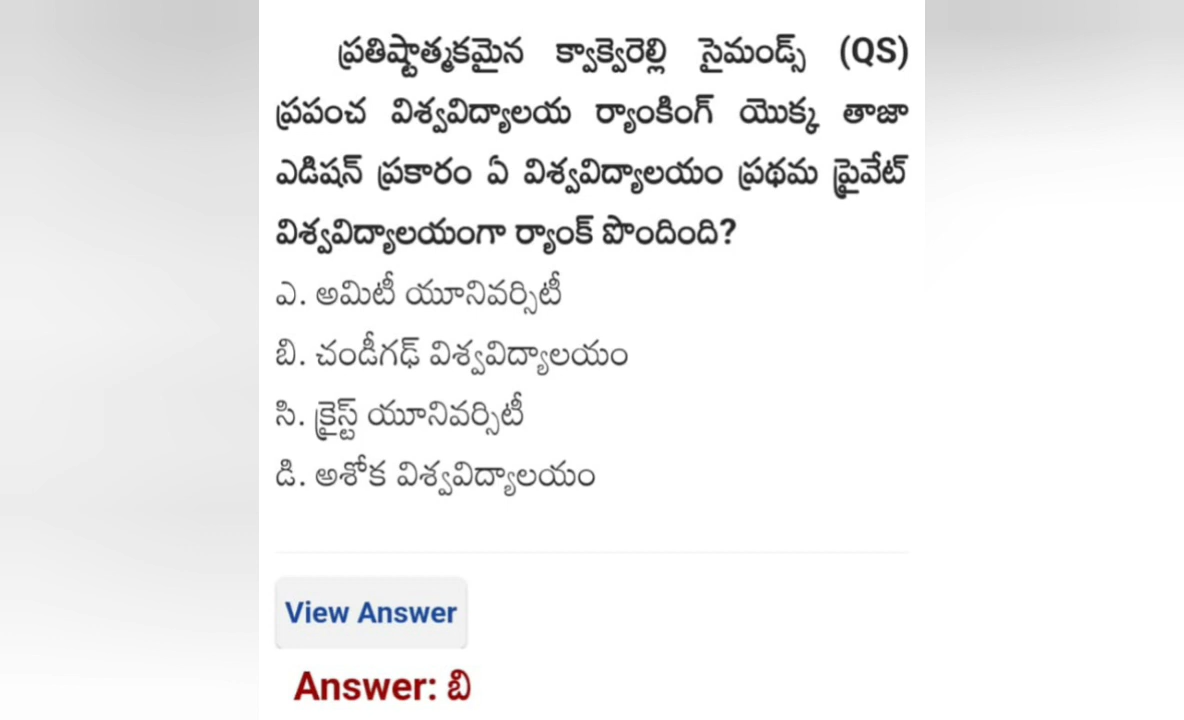 ప్రతిష్టాత్మకమైన క్వాక్వెరెల్లి సైమండ్స్ (QS)
ప్రపంచ విశ్వవిద్యాలయ ర్యాంకింగ్ యొక్క తాజా
ఎడిషన్ ప్రకారం ఏ విశ్వవిద్యాలయం ప్రథమ ప్రైవేట్
విశ్వవిద్యాలయంగా ర్యాంక్ పొందింది?
ఎ. అమిటీ యూనివర్సిటీ
బి. చండీగఢ్ విశ్వవిద్యాలయం
సి. క్రైస్ట్ యూనివర్సిటీ
డి. అశోక విశ్వవిద్యాలయం
View Answer
Answer: బి